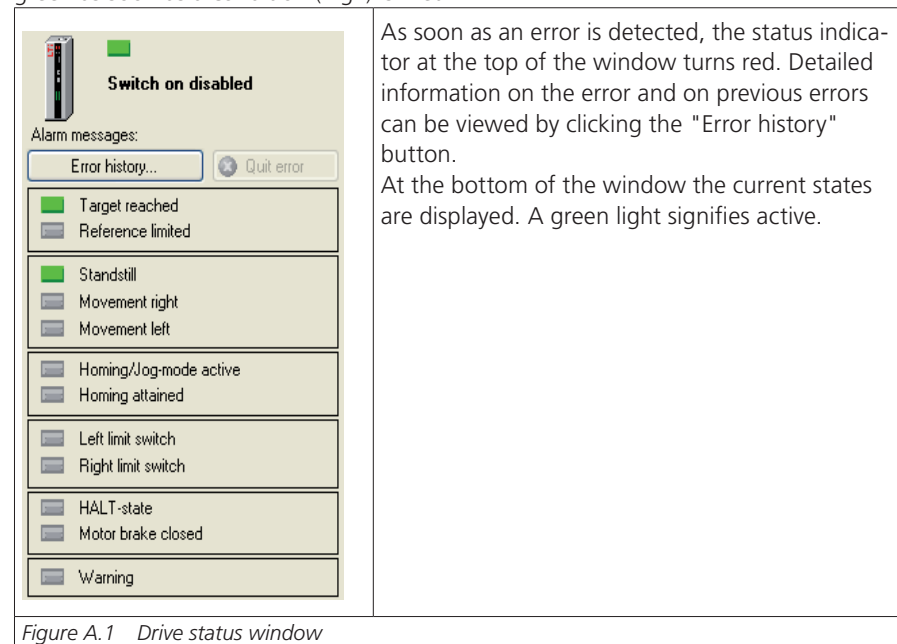 Switch on disabled
Alarm messages:
Error history...
Quit error
Target reached
Reference limited
Standstill
Movement right
Movement left
Homing/Jog-mode active
Homing attained
Left limit switch
Right limit switch
HALT-state
Motor brake closed
Warning
As soon as an error is detected, the status indica-
tor at the top of the window turns red. Detailed
information on the error and on previous errors
can be viewed by clicking the "Error history"
button.
At the bottom of the window the current states
are displayed. A green light signifies active.
Figure A.1 Drive status window